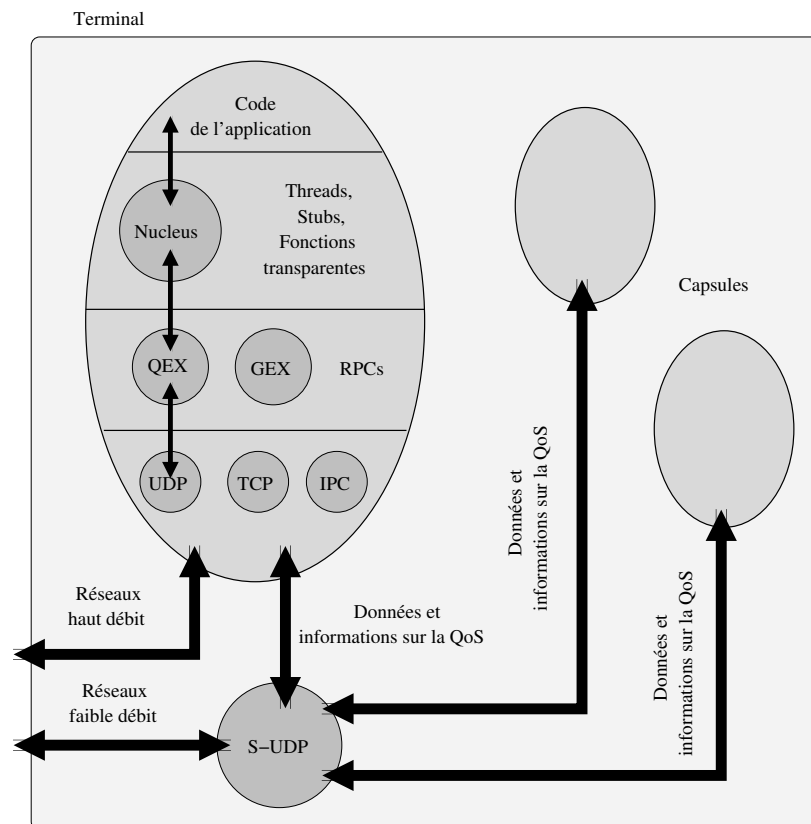 Terminal
Code
de l'application
Threads,
Stubs,
Fonctions
transparentes
Nucleus
Capsules
QEX
GEX
RPCs
UDP
TCP
IPC
Données et
informations sur la QoS
Données et
informations sur la QoS
Réseaux
haut débit
Données et
informations sur la QoS
Réseaux
faible débit
S−UDP